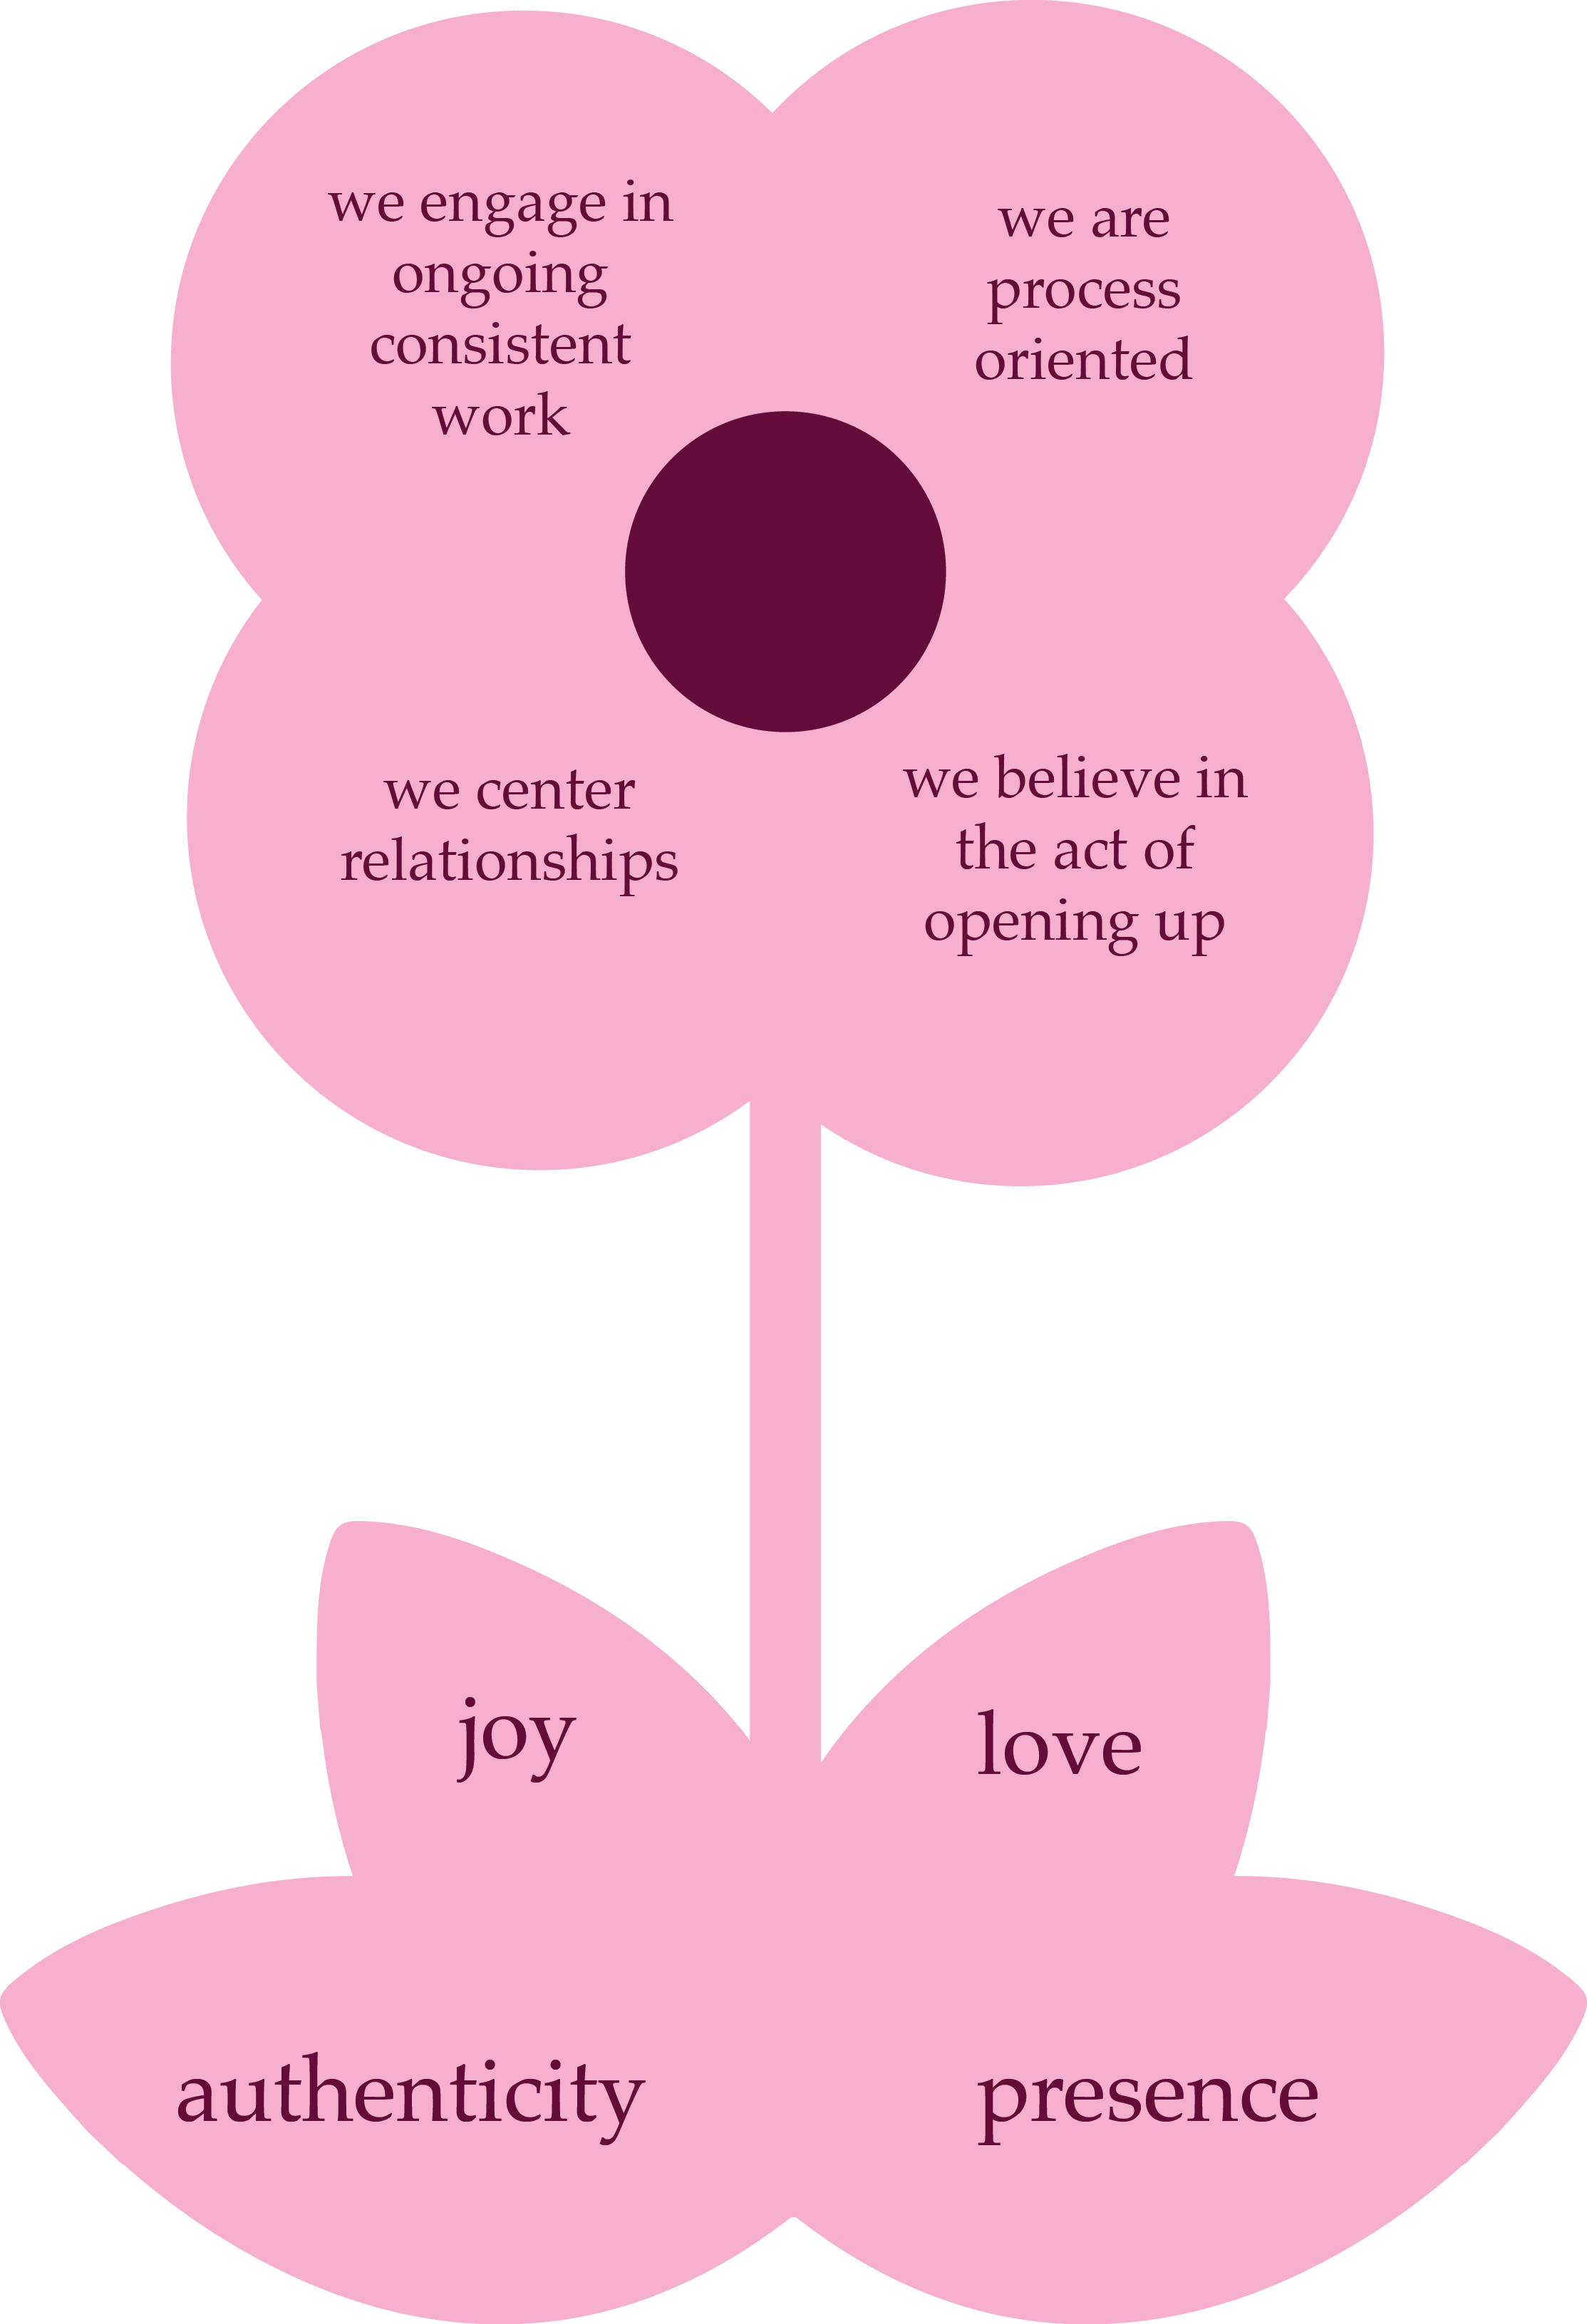 we engage in
ongoing
consistent
work
we are
process
oriented
we center
relationships
we believe in
the act of
opening up
joy
love
authenticity
presence